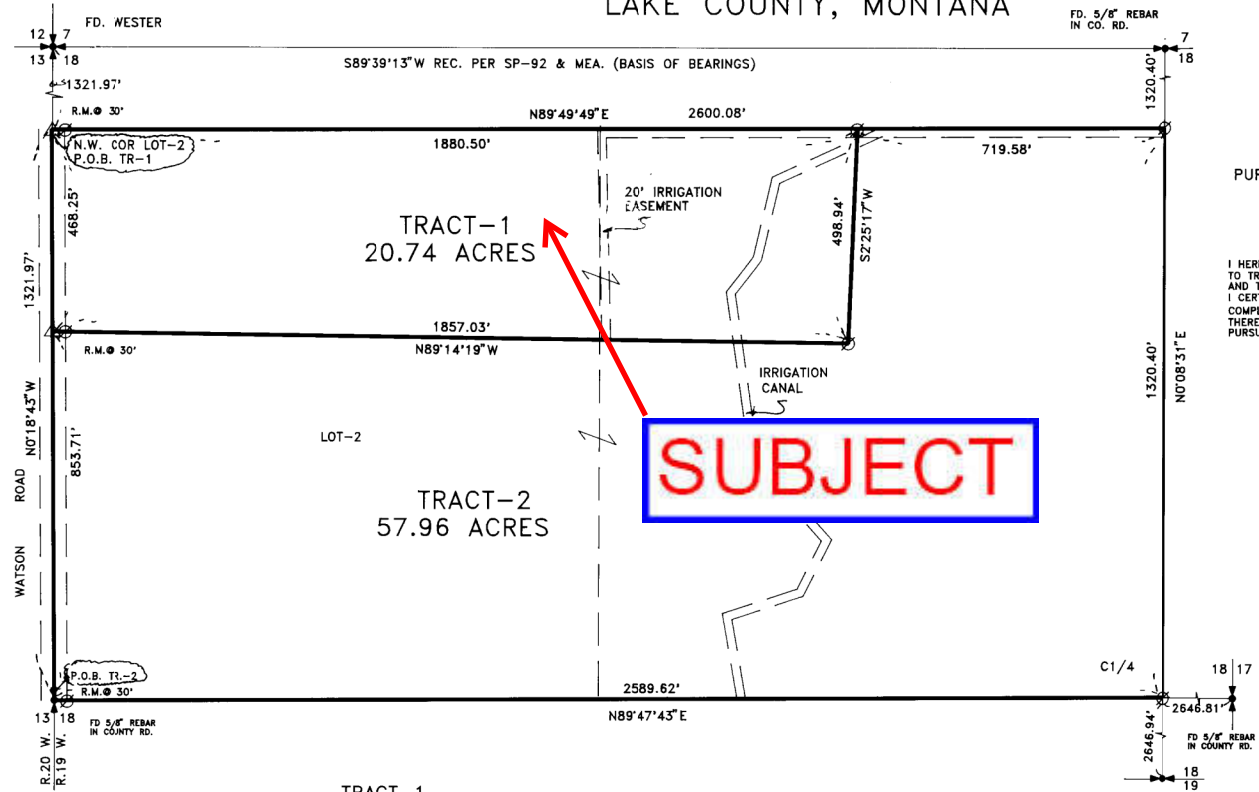 LAKE COUNTY, MONTANA
FD. WESTER
FD. 5/8" REBAR
IN CO. RD.
12 7
13 18
7
18
S89°39'13"W REC. PER SP-92 & MEA. (BASIS OF BEARINGS)
1321.97'
1320.40'
R.M.@ 30'
N89°49'49"E
2600.08'
N.W. COR LOT-2
P.O.B. TR-1
1880.50'
719.58'
PUR
468.25'
20' IRRIGATION
EASEMENT
498.94'
S2°25'17"W
TRACT-1
20.74 ACRES
1321.97'
I HERE
TO TR
AND T
I CERT
COMPL
THERE
PURSU
1857.03'
N89°14'19"W
R.M.@ 30'
1320.40'
N0°08'31"E
IRRIGATION
CANAL
WATSON ROAD N0°18'43"W
853.71'
LOT-2
SUBJECT
TRACT-2
57.96 ACRES
P.O.B. TR.-2
R.M.@ 30'
C1/4
18 17
2589.62'
N89°47'43"E
2646.81'
13 18
FD 5/8" REBAR
IN COUNTY RD.
2646.94'
FD 5/8" REBAR
IN COUNTY RD.
R.20 W.
R.19 W.
18
19
TRACT-1